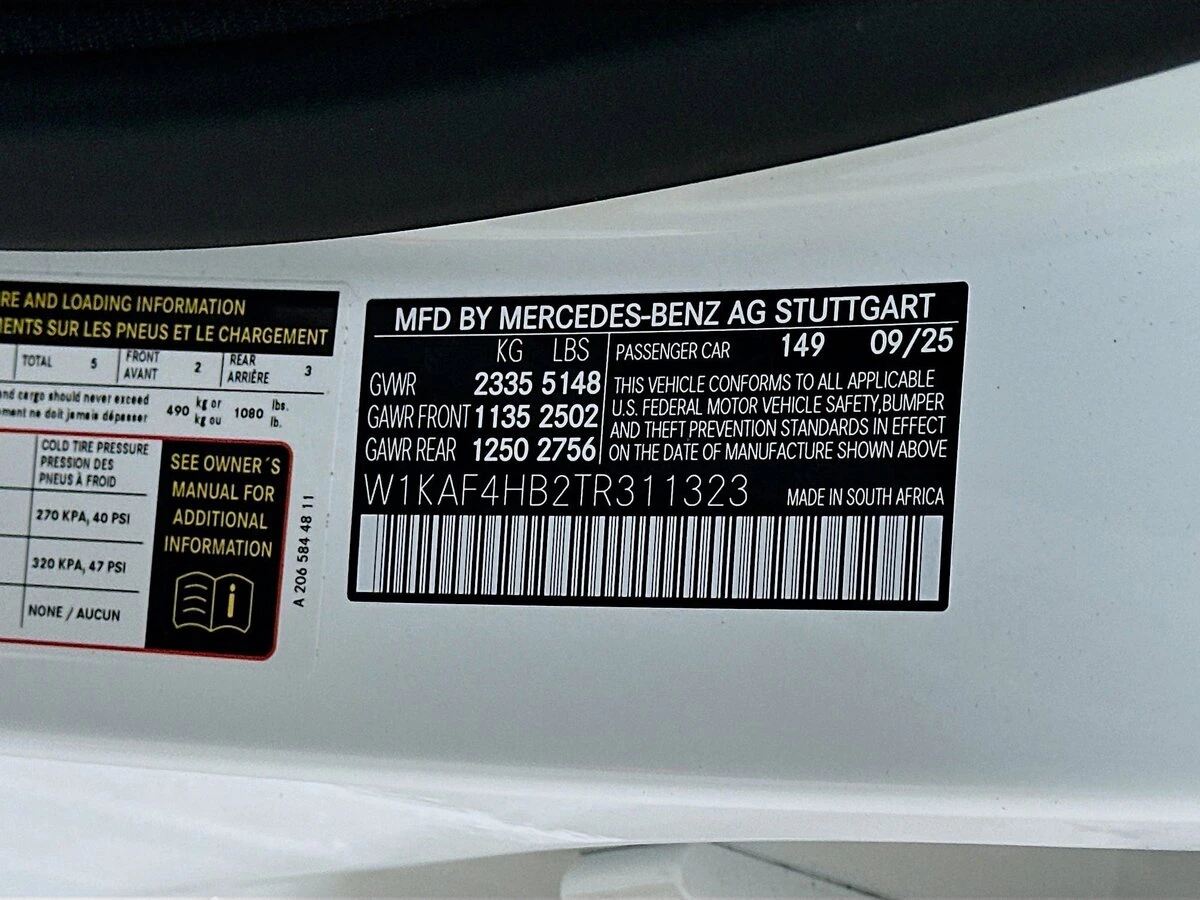 RE AND LOADING INFORMATION
MENTS SUR LES PNEUS ET LE CHARGEMENT
TOTAL 5 FRONT AVANT 2 REAR ARRIÈRE 3
nd cargo should never exceed
ment ne doit jamais dépasser
490 kg or kg ou 1080 lbs. lb.
COLD TIRE PRESSURE
PRESSION DES
PNEUS À FROID
270 KPA, 40 PSI
320 KPA, 47 PSI
NONE / AUCUN
SEE OWNER´S
MANUAL FOR
ADDITIONAL
INFORMATION
i
A 206 584 48 11
MFD BY MERCEDES-BENZ AG STUTTGART
KG LBS
GVWR 2335 5148
GAWR FRONT 1135 2502
GAWR REAR 1250 2756
PASSENGER CAR 149 09/25
THIS VEHICLE CONFORMS TO ALL APPLICABLE
U.S. FEDERAL MOTOR VEHICLE SAFETY,BUMPER
AND THEFT PREVENTION STANDARDS IN EFFECT
ON THE DATE OF MANUFACTURE SHOWN ABOVE
W1KAF4HB2TR311323 MADE IN SOUTH AFRICA